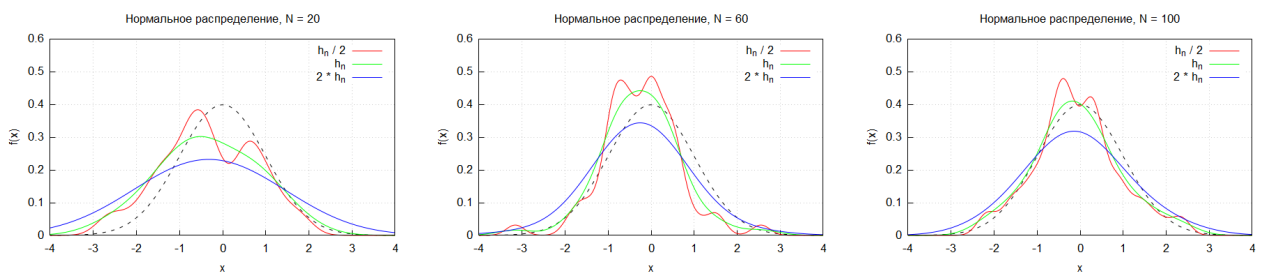 Нормальное распределение, N = 20
0.6
0.5
0.4
0.3
0.2
0.1
0
f(x)
hn / 2
hn
2 * hn
-4 -3 -2 -1 0 1 2 3 4
x
Нормальное распределение, N = 60
0.6
0.5
0.4
0.3
0.2
0.1
0
f(x)
hn / 2
hn
2 * hn
-4 -3 -2 -1 0 1 2 3 4
x
Нормальное распределение, N = 100
0.6
0.5
0.4
0.3
0.2
0.1
0
f(x)
hn / 2
hn
2 * hn
-4 -3 -2 -1 0 1 2 3 4
x